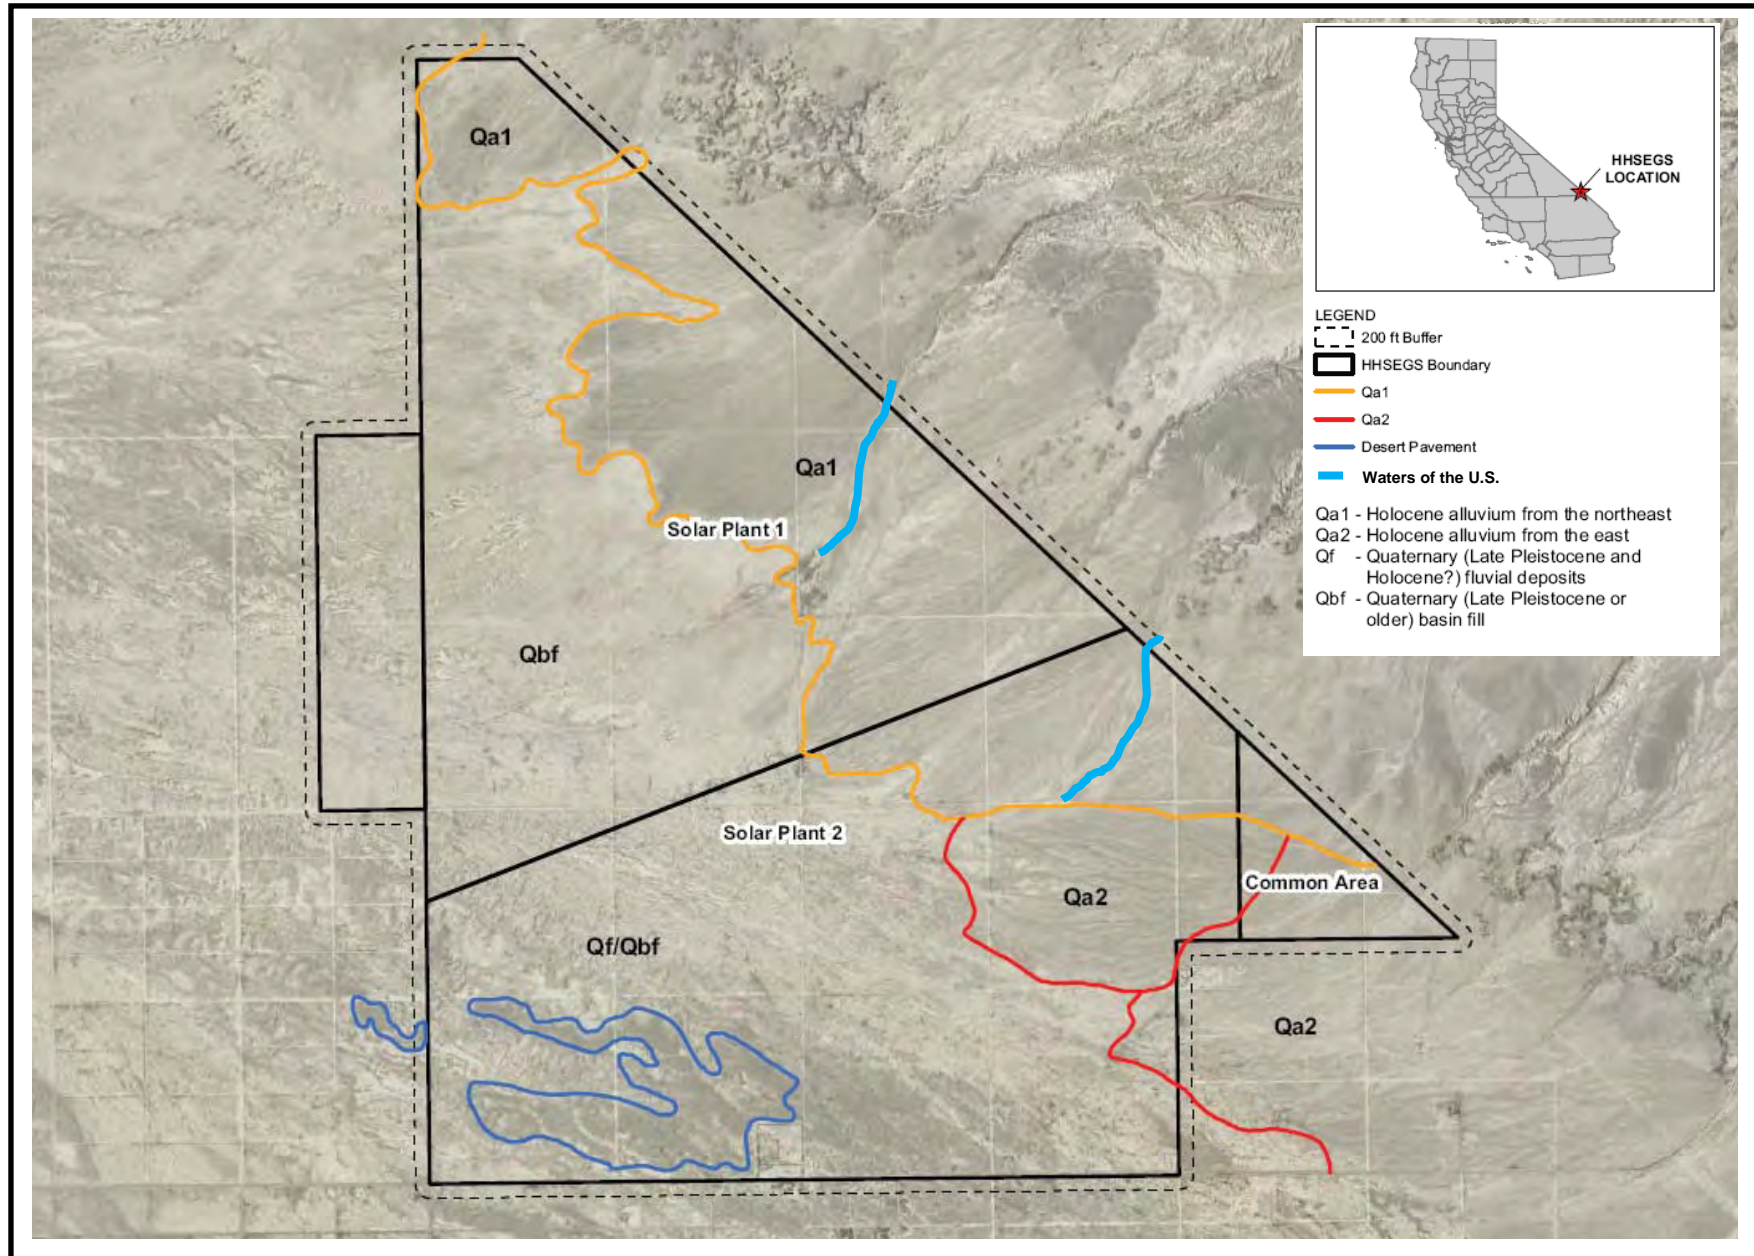 HHSEGS
LOCATION
LEGEND
200 ft Buffer
HHSEGS Boundary
Qa1
Qa2
Desert Pavement
Waters of the U.S.
Qa1 - Holocene alluvium from the northeast
Qa2 - Holocene alluvium from the east
Qf - Quaternary (Late Pleistocene and
Holocene?) fluvial deposits
Qbf - Quaternary (Late Pleistocene or
older) basin fill
Qa1
Qa1
Solar Plant 1
Qbf
Solar Plant 2
Common Area
Qa2
Qf/Qbf
Qa2